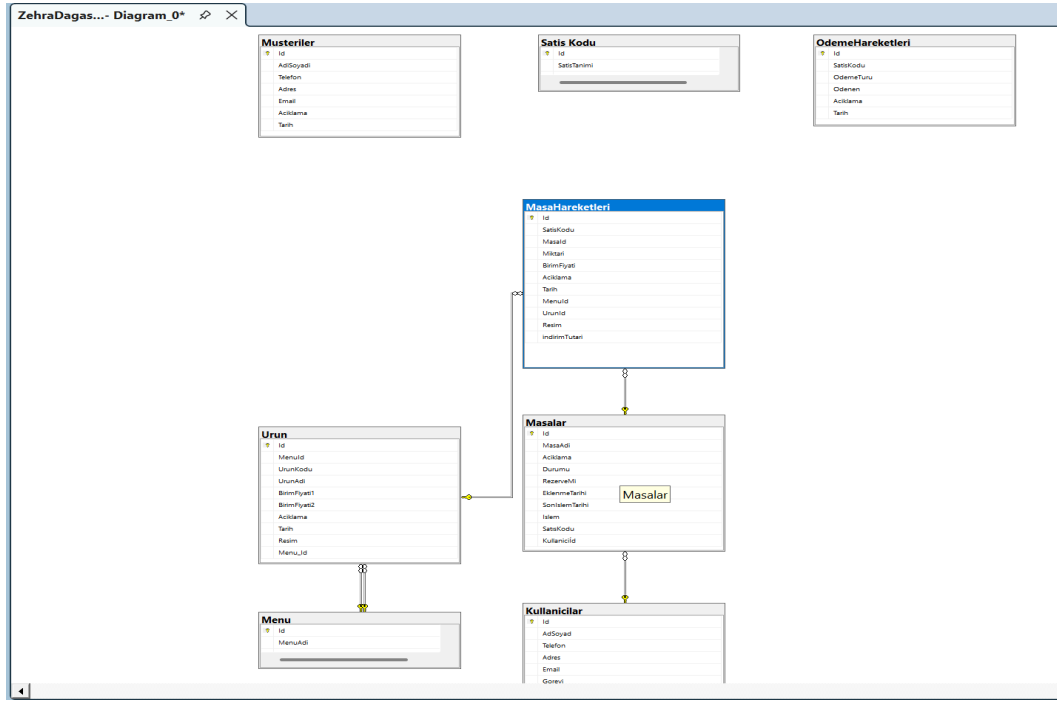 ZehraDagas...- Diagram_0*
Musteriler
Id
AdiSoyadi
Telefon
Adres
Email
Aciklama
Tarih
Satis Kodu
Id
SatisTanimi
OdemeHareketleri
Id
SatisKodu
OdemeTuru
Odenen
Aciklama
Tarih
MasaHareketleri
Id
SatisKodu
MasaId
Miktari
BirimFiyati
Aciklama
Tarih
MenuId
UrunId
Resim
indirimTutari
Urun
Id
MenuId
UrunKodu
UrunAdi
BirimFiyati1
BirimFiyati2
Aciklama
Tarih
Resim
Menu_Id
Masalar
Id
MasaAdi
Aciklama
Durumu
RezerveMi
EklenmeTarihi
SonIslemTarihi
Islem
SatisKodu
KullaniciId
Masalar
Menu
Id
MenuAdi
Kullanicilar
Id
AdSoyad
Telefon
Adres
Email
Gorevi